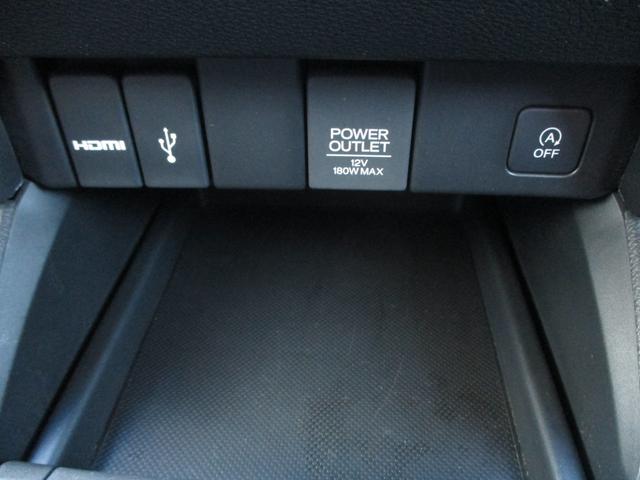 HDMI
POWER
OUTLET
12V
180W MAX
A
OFF